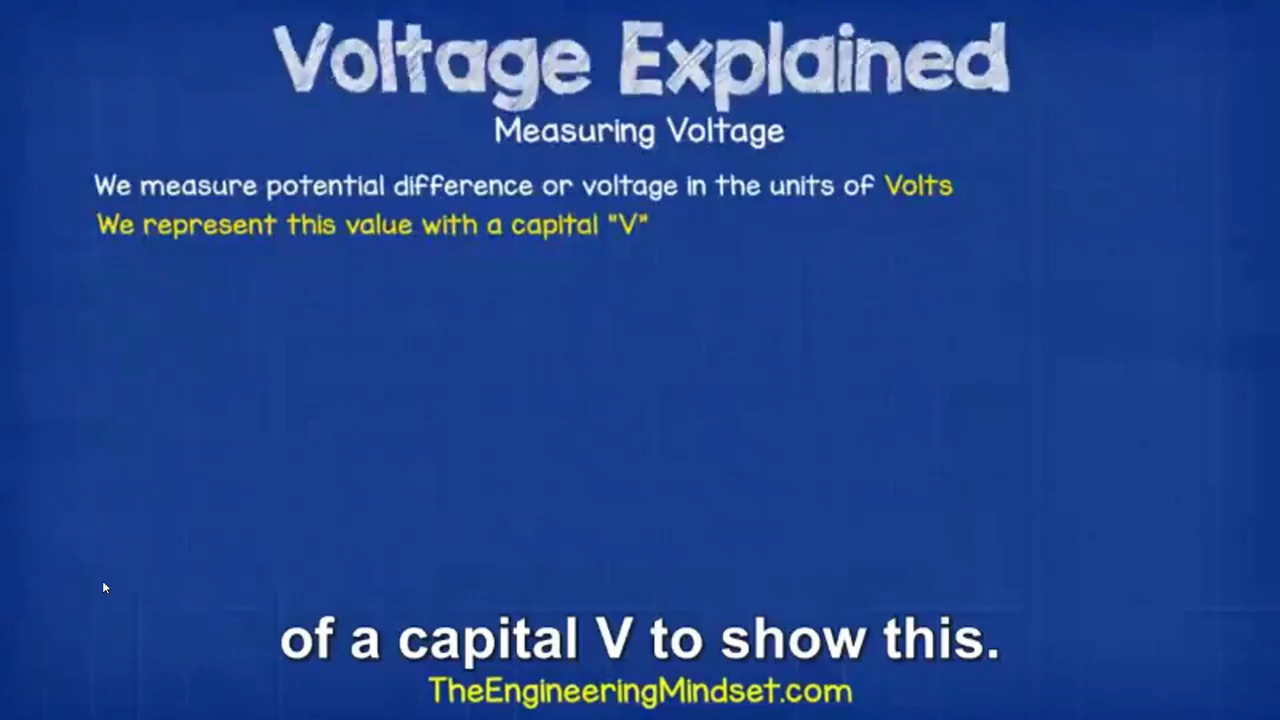 Voltage Explained
Measuring Voltage
We measure potential difference or voltage in the units of Volts
We represent this value with a capital "V"
of a capital V to show this.
TheEngineeringMindset.com